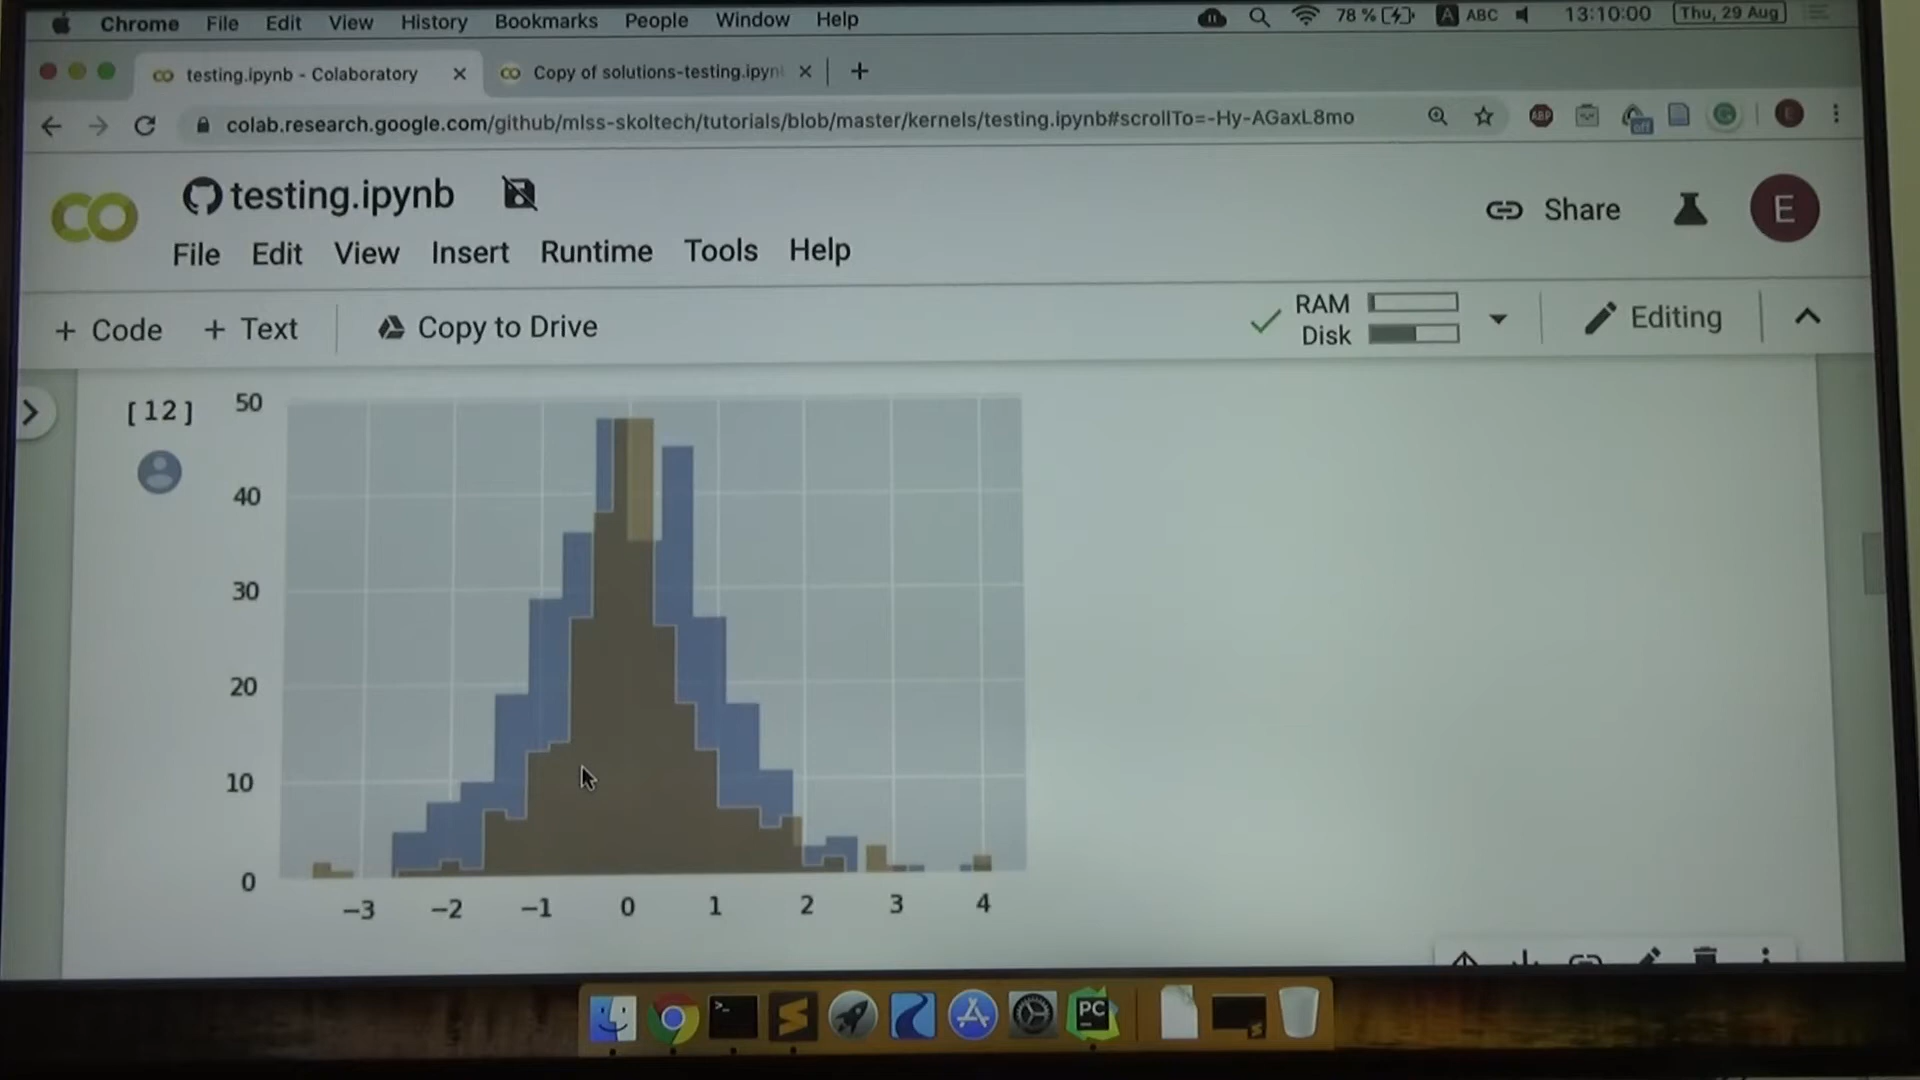 Chrome File Edit View History Bookmarks People Window Help 78 % A ABC 13:10:00 Thu, 29 Aug
testing.ipynb - Colaboratory Copy of solutions-testing.ipyn
colab.research.google.com/github/mlss-skoltech/tutorials/blob/master/kernels/testing.ipynb#scrollTo=-Hy-AGaxL8mo ABP off E
CO testing.ipynb Share E
File Edit View Insert Runtime Tools Help
+ Code + Text Copy to Drive RAM Disk Editing
[12] 50
40
30
20
10
0
−3 −2 −1 0 1 2 3 4
PC